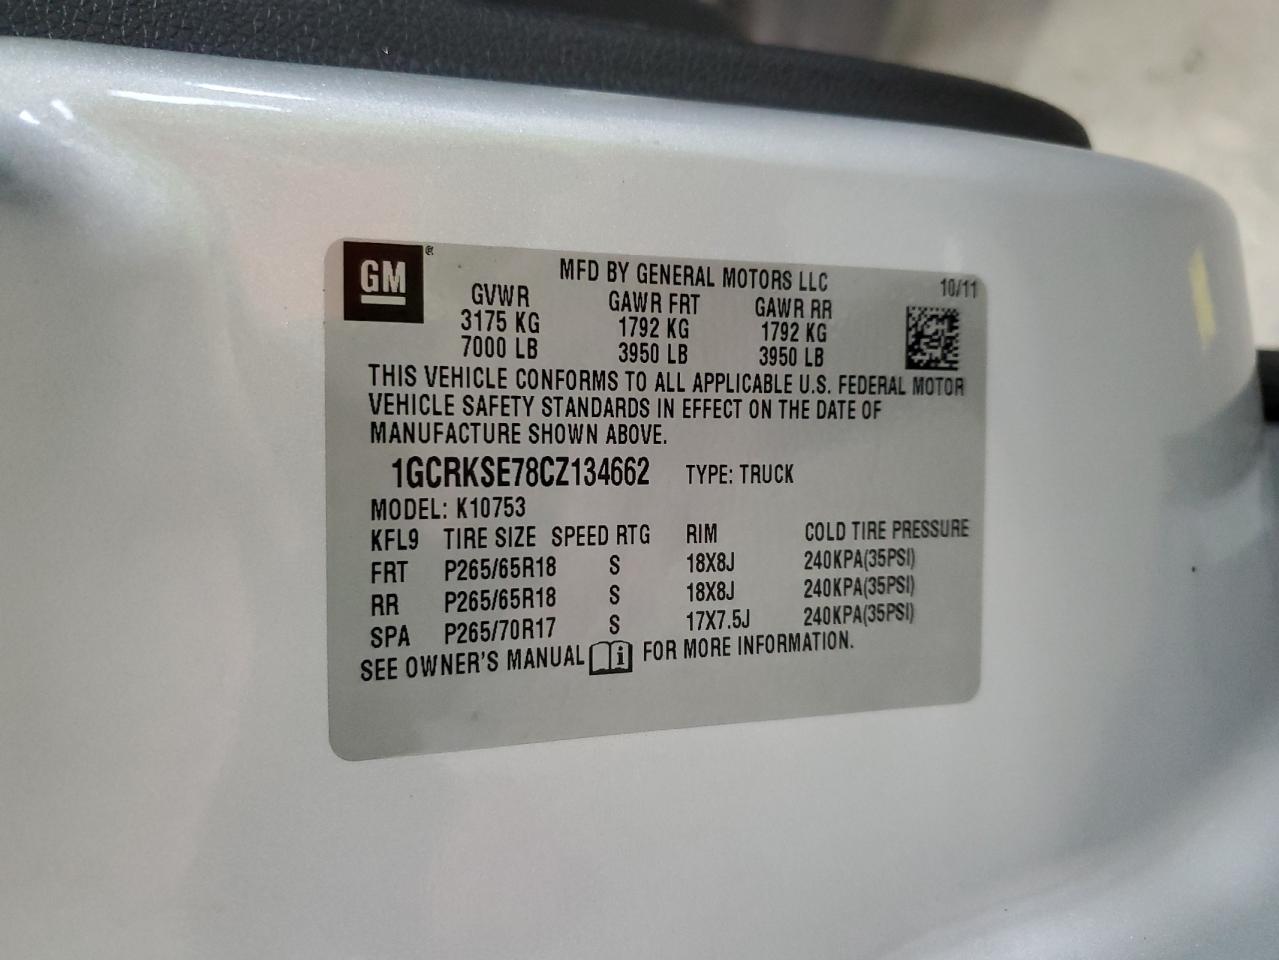 GM ®
MFD BY GENERAL MOTORS LLC 10/11
GVWR GAWR FRT GAWR RR
3175 KG 1792 KG 1792 KG
7000 LB 3950 LB 3950 LB
THIS VEHICLE CONFORMS TO ALL APPLICABLE U.S. FEDERAL MOTOR
VEHICLE SAFETY STANDARDS IN EFFECT ON THE DATE OF
MANUFACTURE SHOWN ABOVE.
1GCRKSE78CZ134662 TYPE: TRUCK
MODEL: K10753
KFL9 TIRE SIZE SPEED RTG RIM COLD TIRE PRESSURE
FRT P265/65R18 S 18X8J 240KPA(35PSI)
RR P265/65R18 S 18X8J 240KPA(35PSI)
SPA P265/70R17 S 17X7.5J 240KPA(35PSI)
SEE OWNER'S MANUAL i FOR MORE INFORMATION.